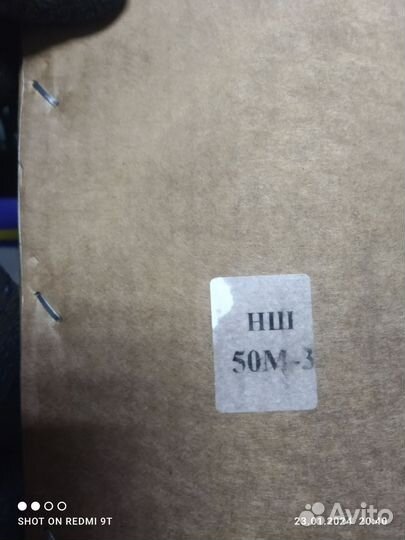 НШ
50М-3
SHOT ON REDMI 9T
23.01.2024 20:40
Avito